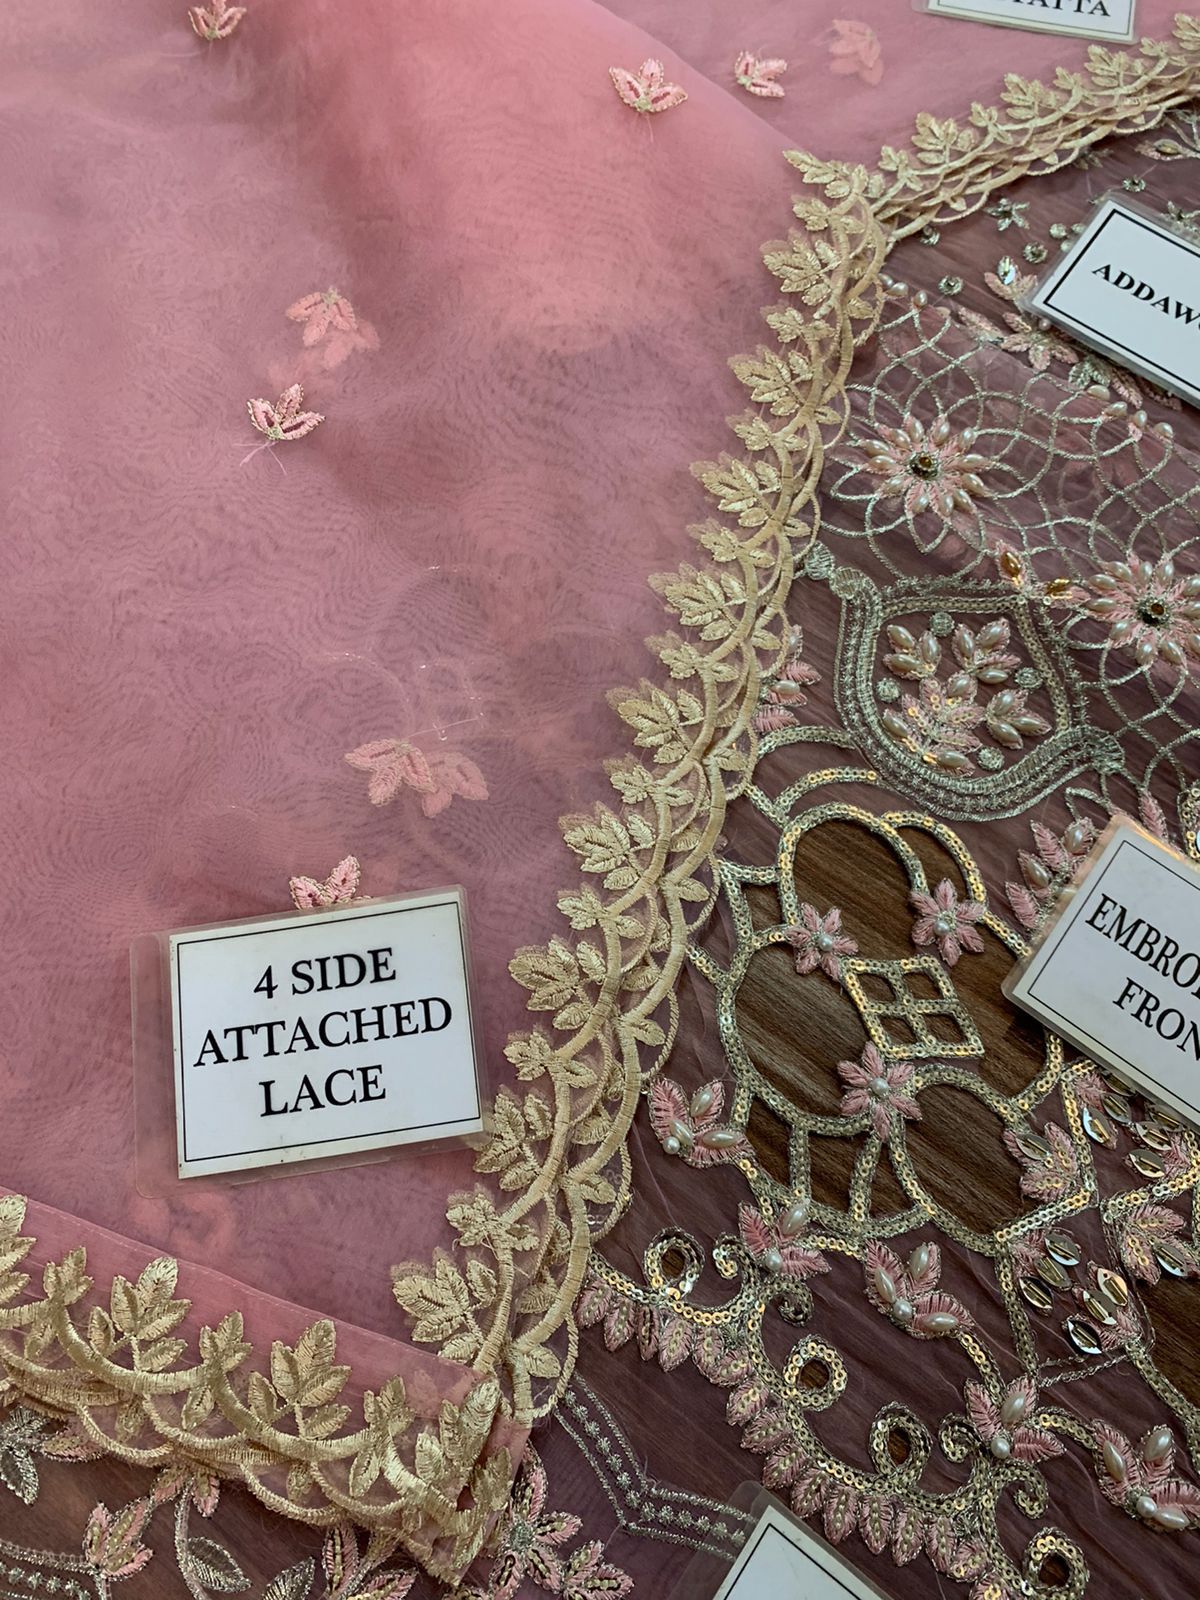 4 SIDE
ATTACHED
LACE
EMBRO
FRON